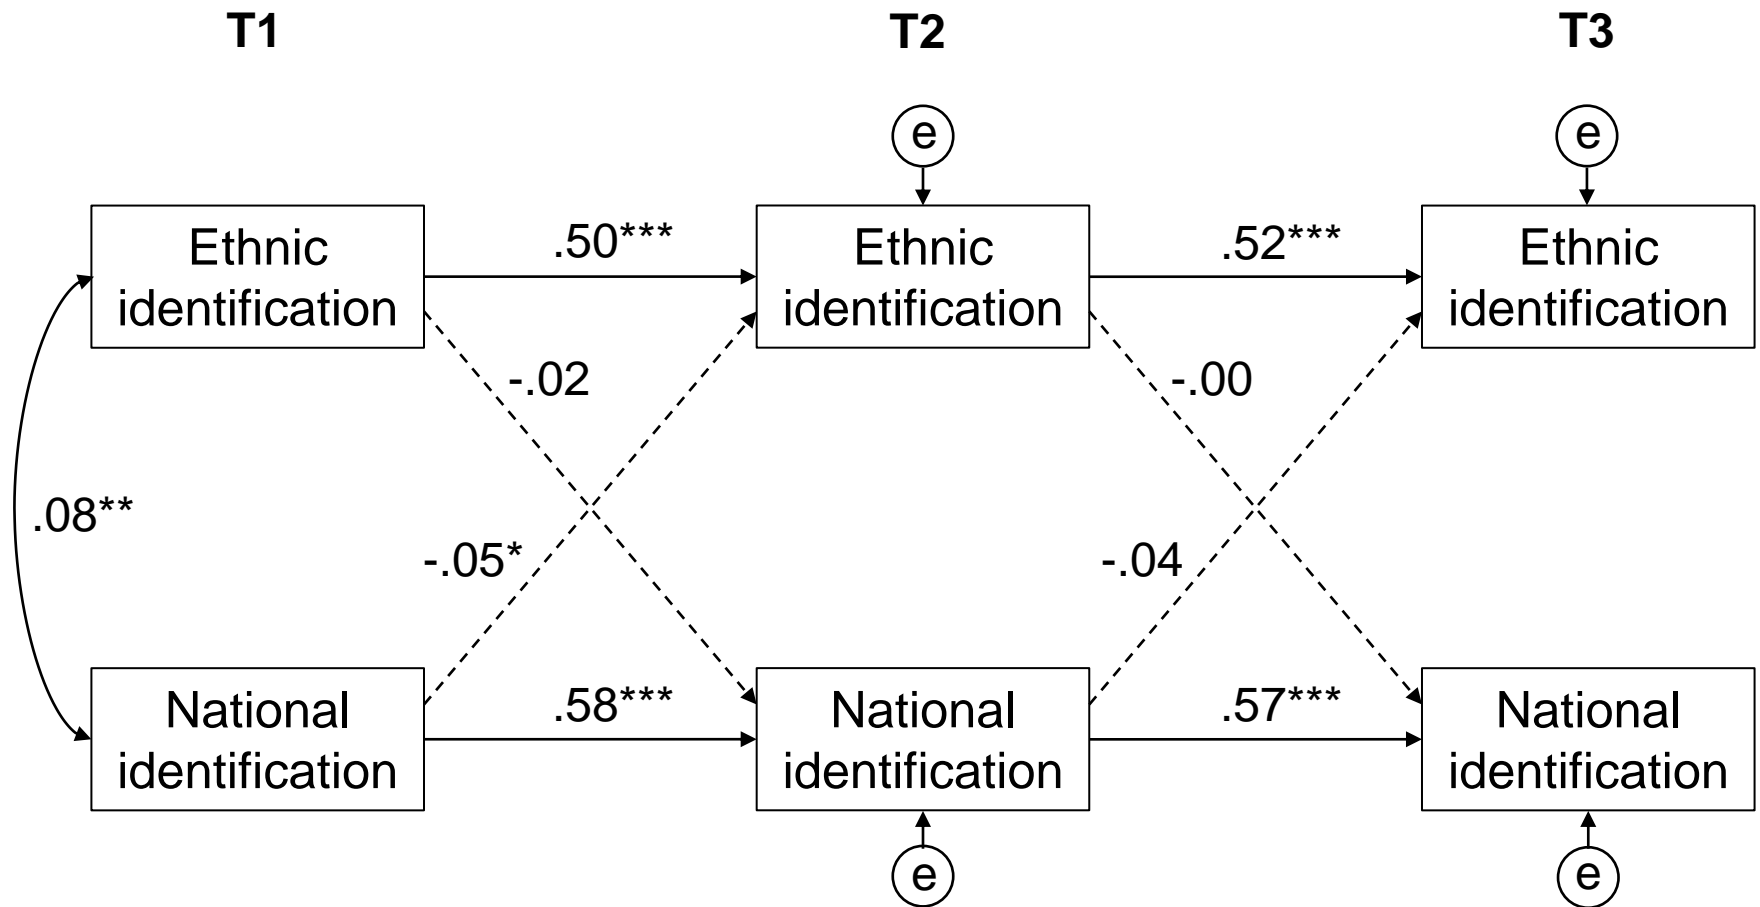 T1
T2
T3
e
e
Ethnic
identification
.50***
Ethnic
identification
.52***
Ethnic
identification
-.02
-.00
.08**
-.05*
-.04
National
identification
.58***
National
identification
.57***
National
identification
e
e